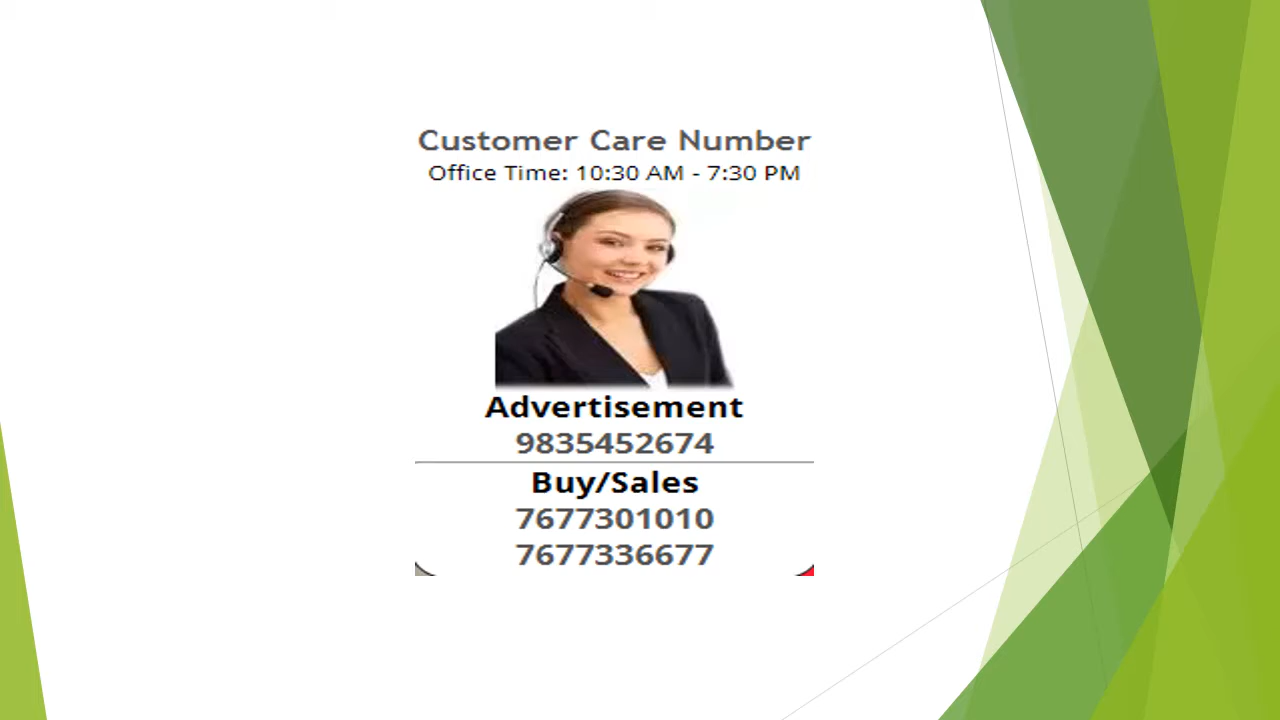 Customer Care Number
Office Time: 10:30 AM - 7:30 PM
Advertisement
9835452674
Buy/Sales
7677301010
7677336677